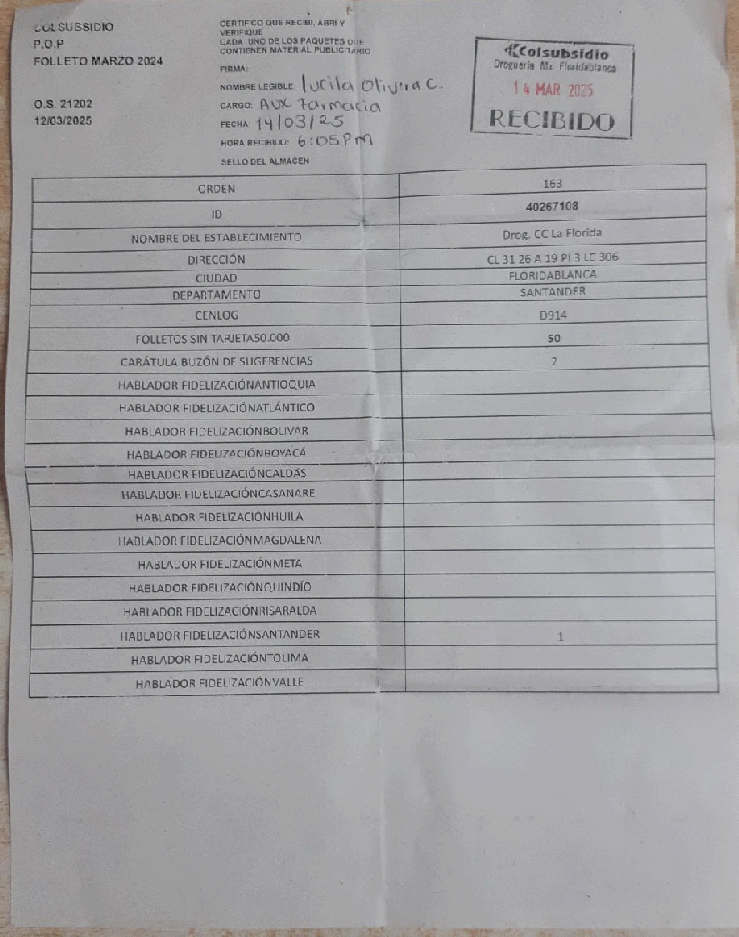 COLSUBSIDIO
P.O.P
FOLLETO MARZO 2024
O.S. 21202
12/03/2025
CERTIFICO QUE RECIBI, ABRÍ Y
VERIFIQUE
CADA UNO DE LOS PAQUETES QUE
CONTIENEN MATERIAL PUBLICITARIO
FIRMA:
NOMBRE LEGIBLE: lucila Olivera C.
CARGO: Aux Farmacia
FECHA: 14/03/25
HORA RECIBIDO: 6:05PM
SELLO DEL ALMACEN
Colsubsidio
Drogueria Mz. Floridablanca
14 MAR 2025
RECIBIDO
ORDEN 163
ID 40267108
NOMBRE DEL ESTABLECIMIENTO Drog. CC La Florida
DIRECCIÓN CL 31 26 A 19 PI 3 LC 306
CIUDAD FLORIDABLANCA
DEPARTAMENTO SANTANDER
CENLOG D914
FOLLETOS SIN TARJETA50.000 50
CARÁTULA BUZÓN DE SUGERENCIAS 2
HABLADOR FIDELIZACIÓNANTIOQUIA
HABLADOR FIDELIZACIÓNATLÁNTICO
HABLADOR FIDELIZACIÓNBOLIVAR
HABLADOR FIDELIZACIÓNBOYACÁ
HABLADOR FIDELIZACIÓNCALDAS
HABLADOR FIDELIZACIÓNCASANARE
HABLADOR FIDELIZACIÓNHUILA
HABLADOR FIDELIZACIÓNMAGDALENA
HABLADOR FIDELIZACIÓNMETA
HABLADOR FIDELIZACIÓNQUINDÍO
HABLADOR FIDELIZACIÓNRISARALDA
HABLADOR FIDELIZACIÓNSANTANDER 1
HABLADOR FIDELIZACIÓNTOLIMA
HABLADOR FIDELIZACIÓNVALLE